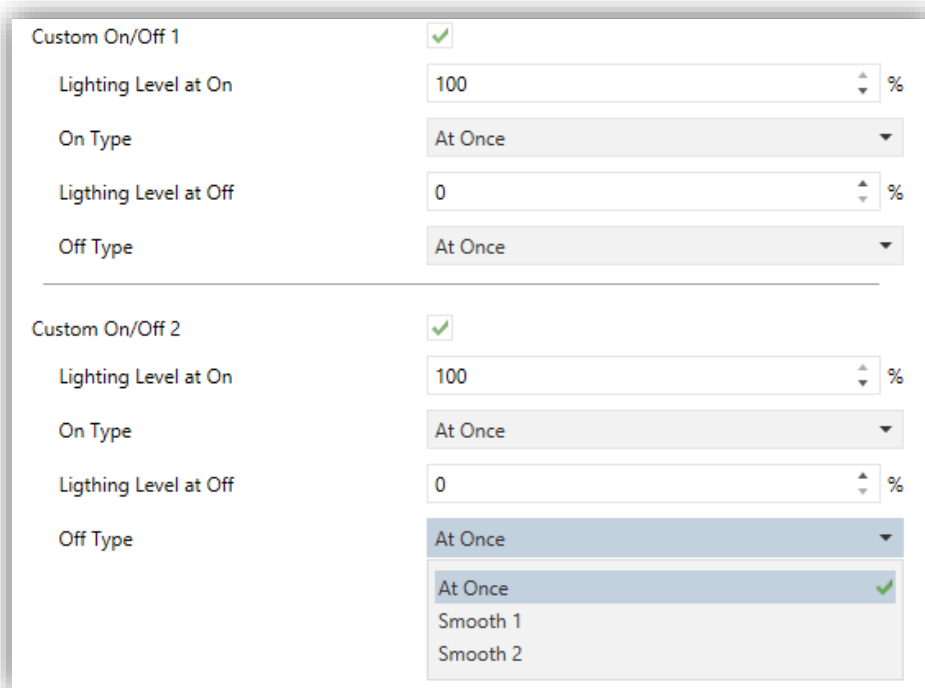 Custom On/Off 1
Lighting Level at On 100 %
On Type At Once
Ligthing Level at Off 0 %
Off Type At Once
Custom On/Off 2
Lighting Level at On 100 %
On Type At Once
Ligthing Level at Off 0 %
Off Type At Once
At Once
Smooth 1
Smooth 2